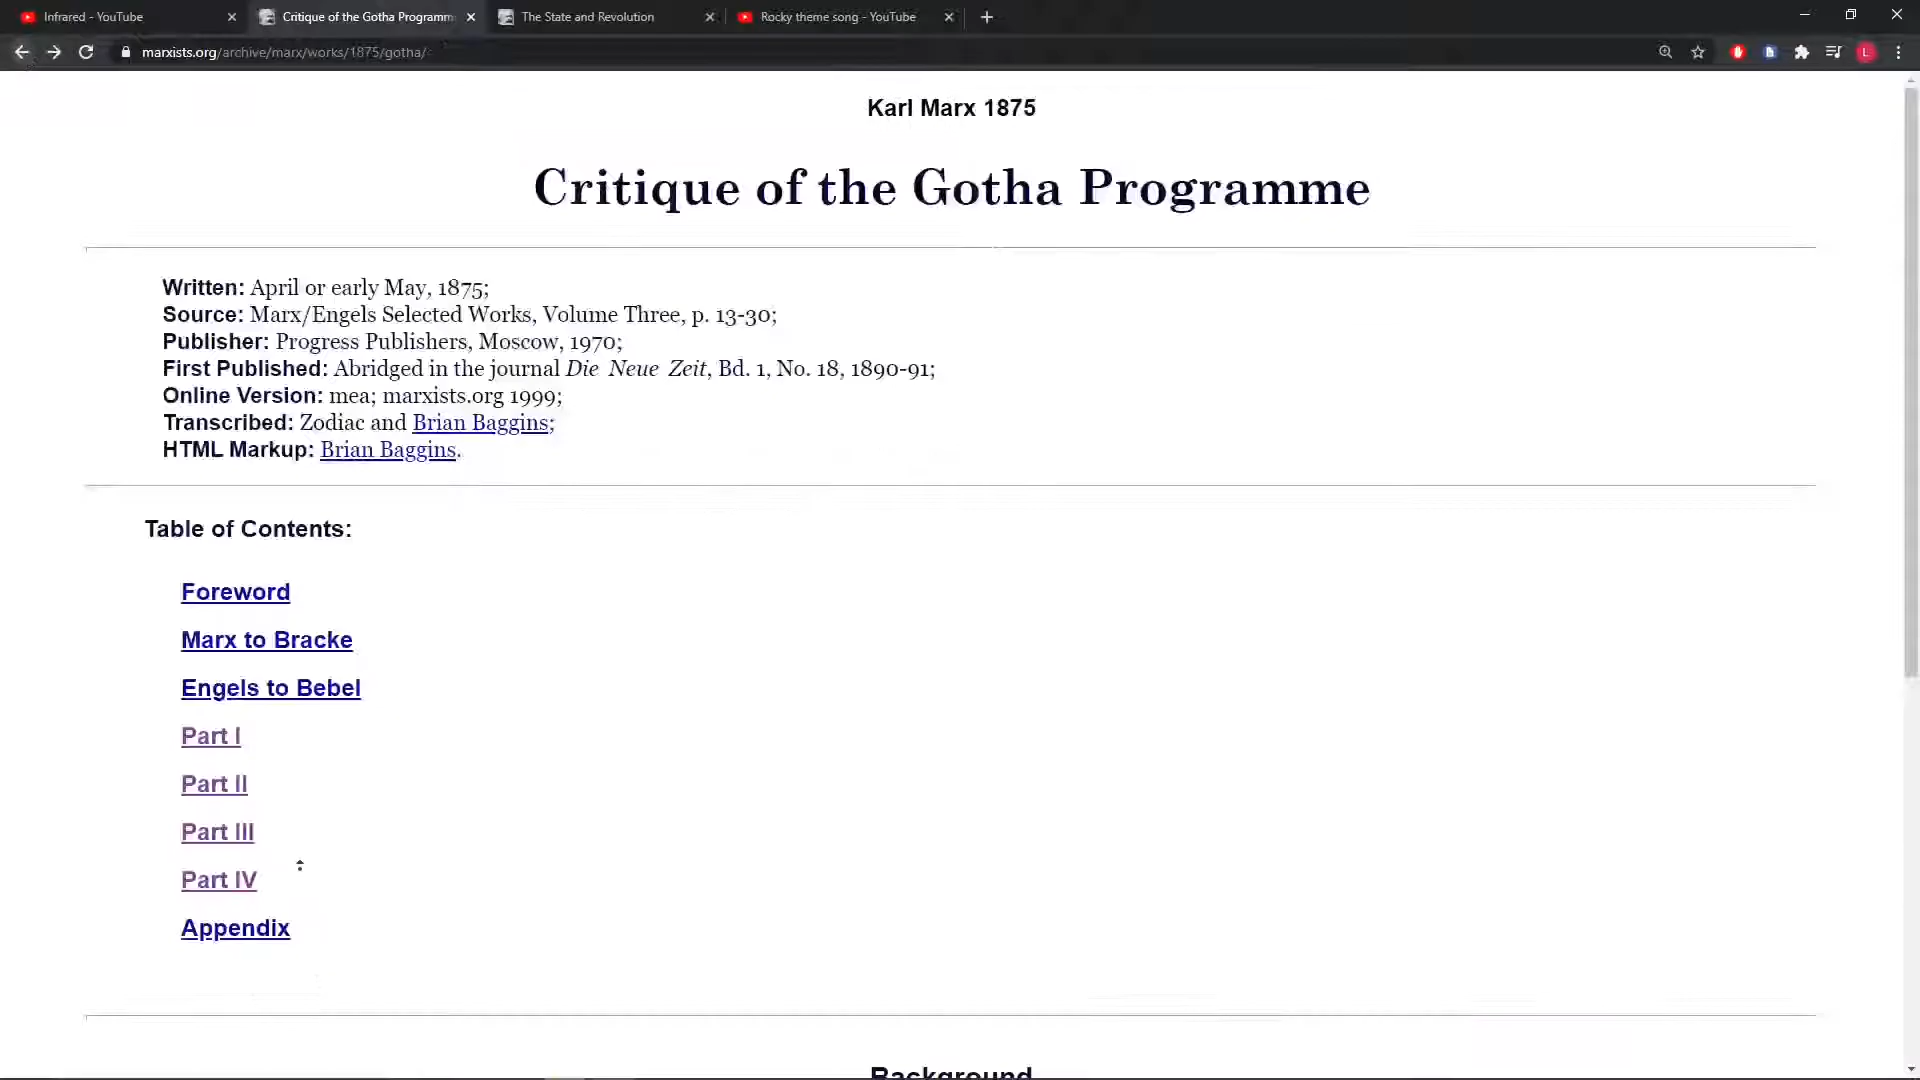 Infrared - YouTube
Critique of the Gotha Programm
The State and Revolution
Rocky theme song - YouTube
marxists.org/archive/marx/works/1875/gotha/
L
Karl Marx 1875
Critique of the Gotha Programme
Written: April or early May, 1875;
Source: Marx/Engels Selected Works, Volume Three, p. 13-30;
Publisher: Progress Publishers, Moscow, 1970;
First Published: Abridged in the journal Die Neue Zeit, Bd. 1, No. 18, 1890-91;
Online Version: mea; marxists.org 1999;
Transcribed: Zodiac and Brian Baggins;
HTML Markup: Brian Baggins.
Table of Contents:
Foreword
Marx to Bracke
Engels to Bebel
Part I
Part II
Part III
Part IV
Appendix
Background